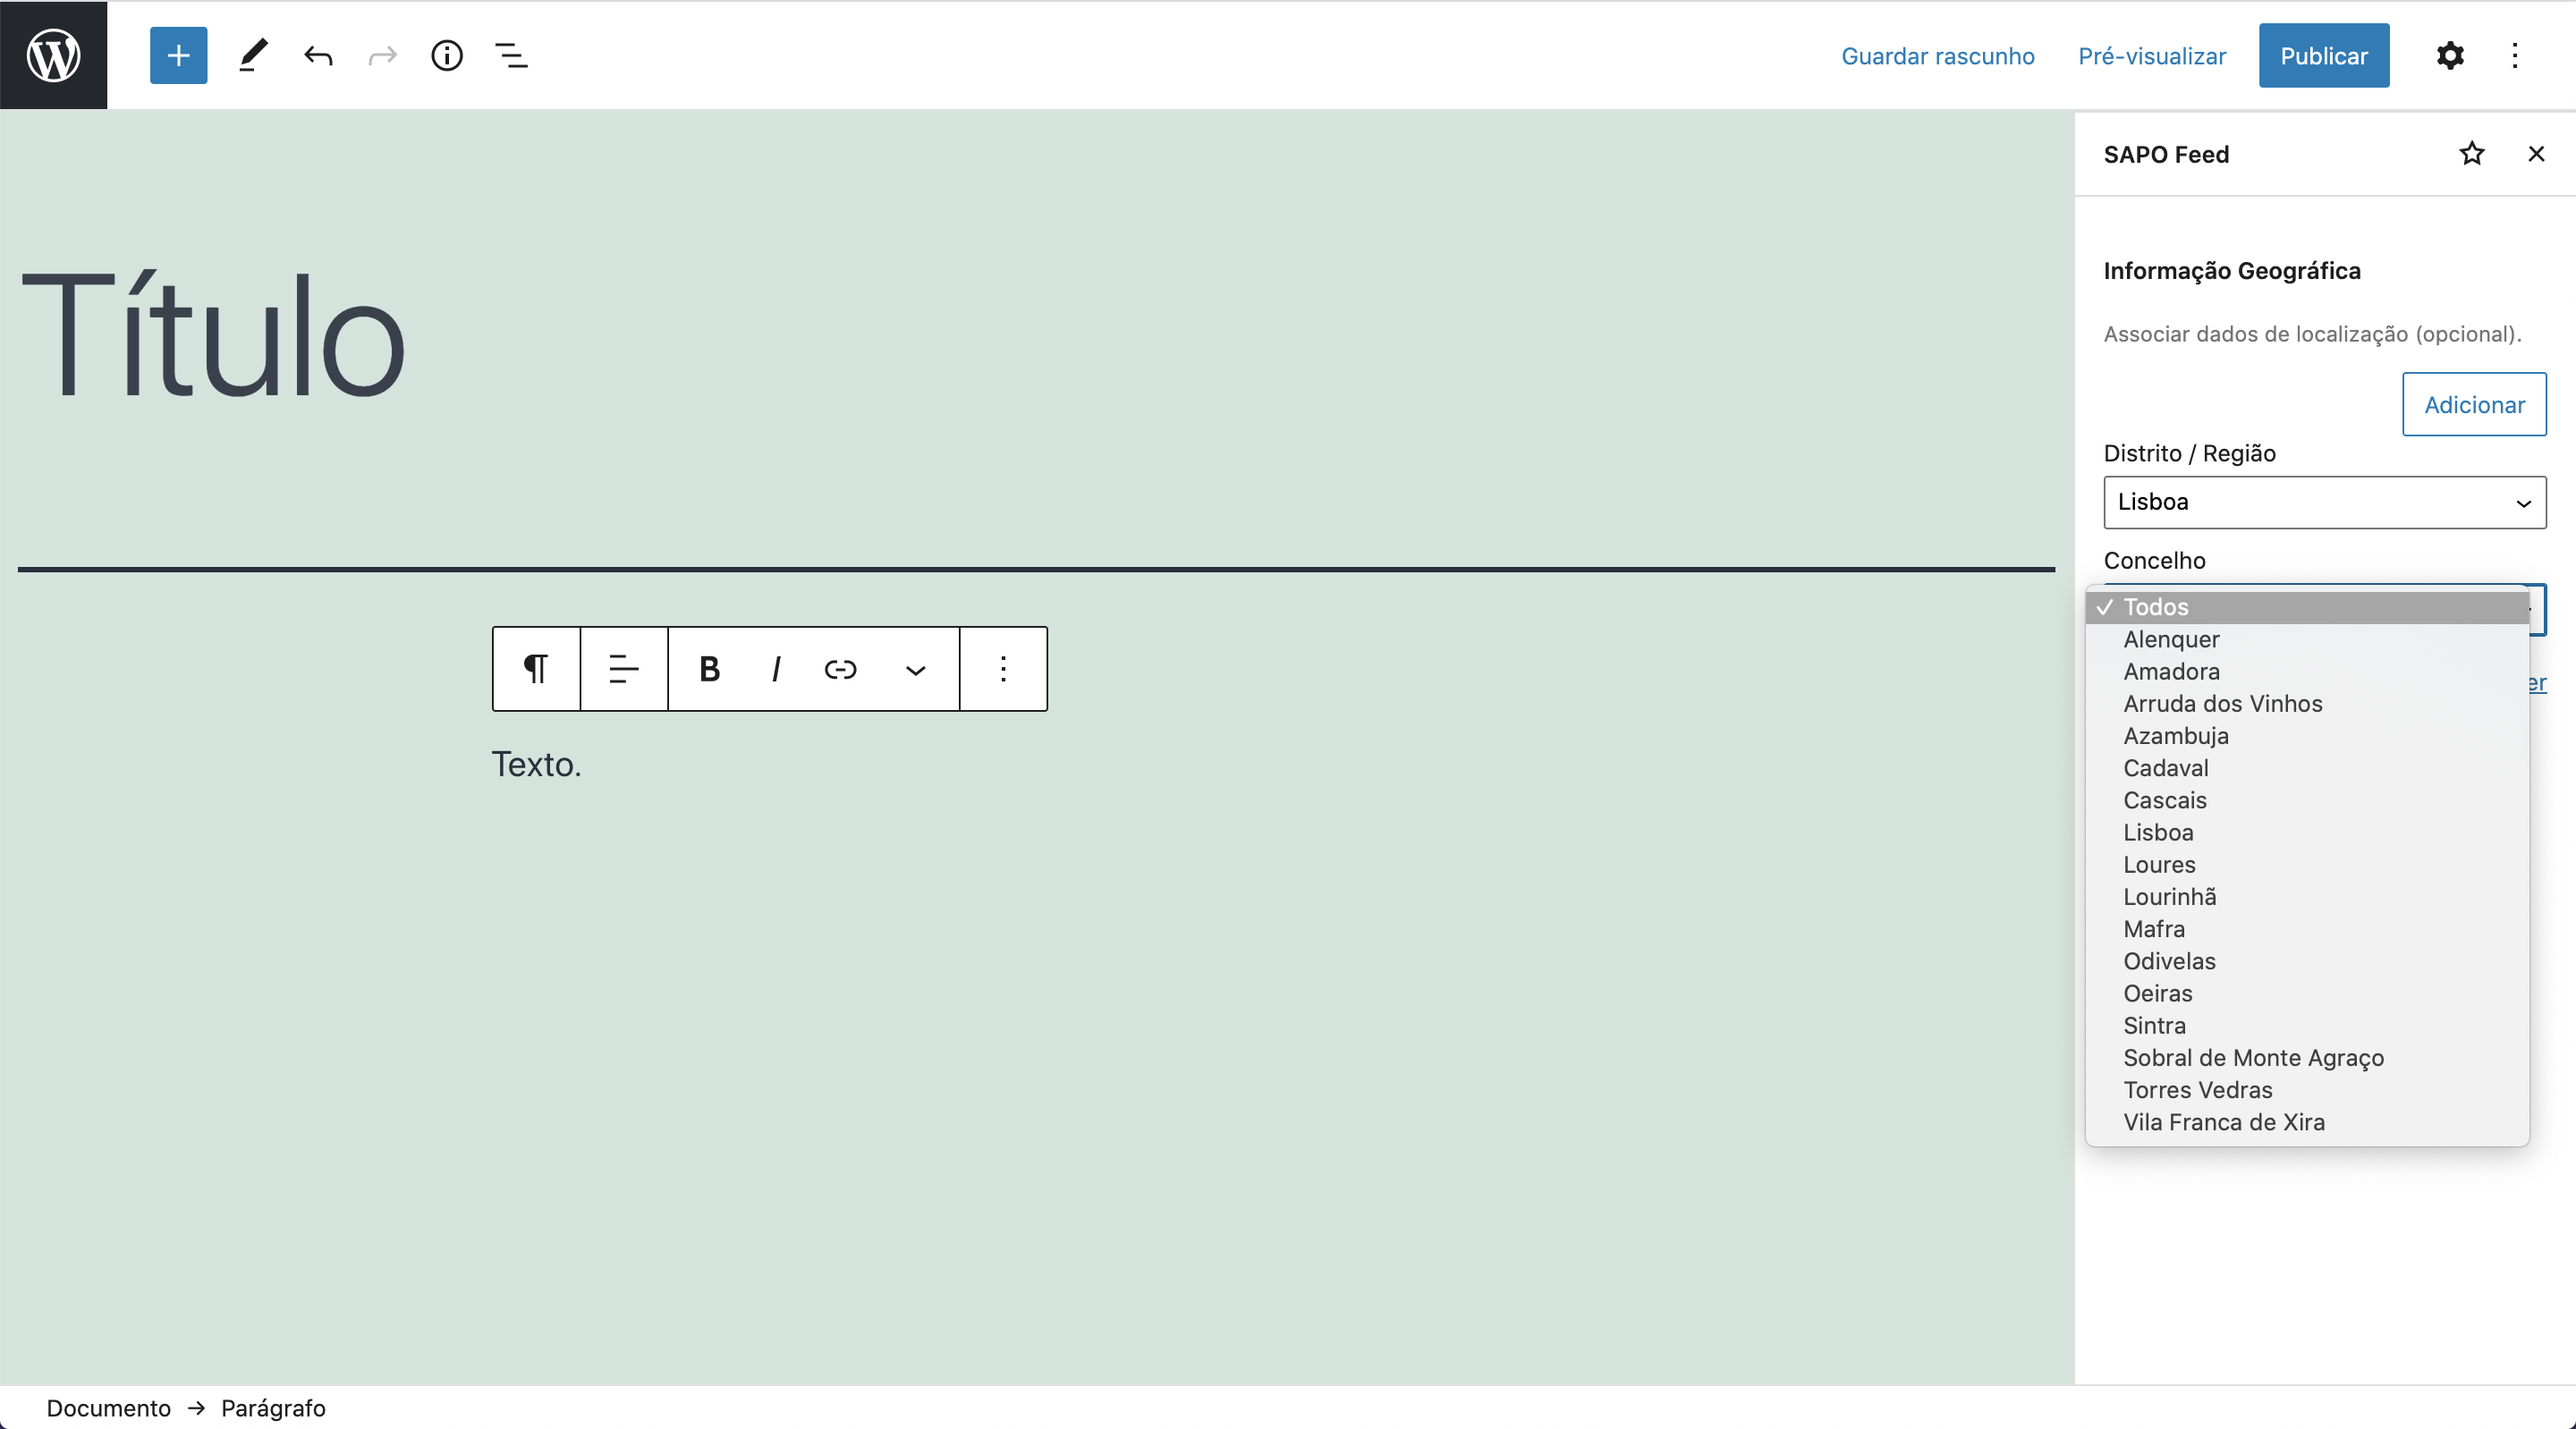 Guardar rascunho Pré-visualizar Publicar
SAPO Feed
Informação Geográfica
Associar dados de localização (opcional).
Adicionar
Distrito / Região
Lisboa
Concelho
Todos
Alenquer
Amadora
Arruda dos Vinhos
Azambuja
Cadaval
Cascais
Lisboa
Loures
Lourinhã
Mafra
Odivelas
Oeiras
Sintra
Sobral de Monte Agraço
Torres Vedras
Vila Franca de Xira
Título
B I
Texto.
Documento → Parágrafo